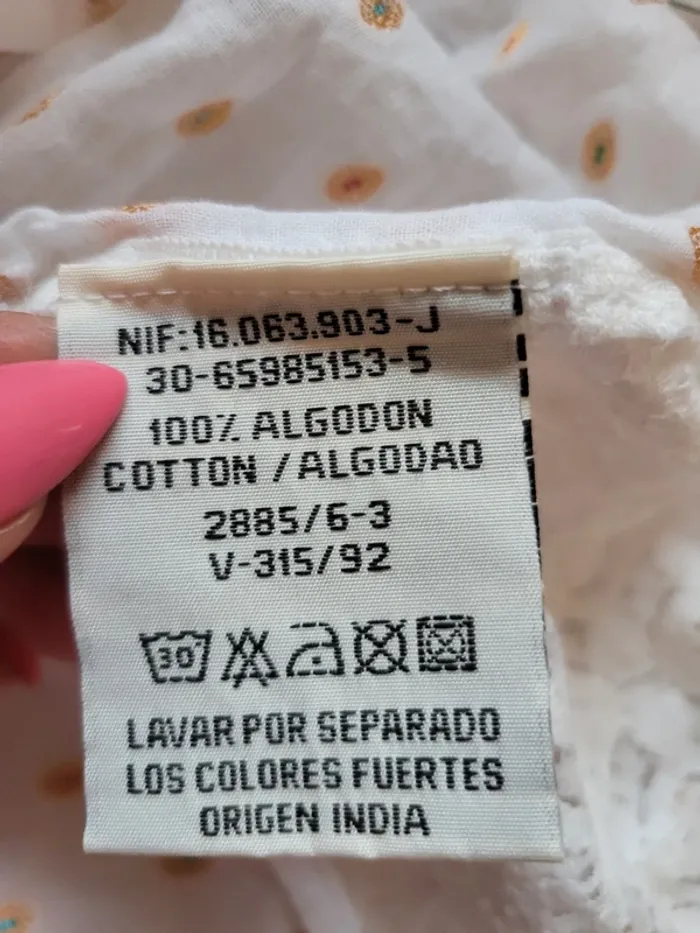 NIF:16.063.903-J
30-65985153-5
100% ALGODON
COTTON / ALGODAO
2885/6-3
V-315/92
30
LAVAR POR SEPARADO
LOS COLORES FUERTES
ORIGEN INDIA